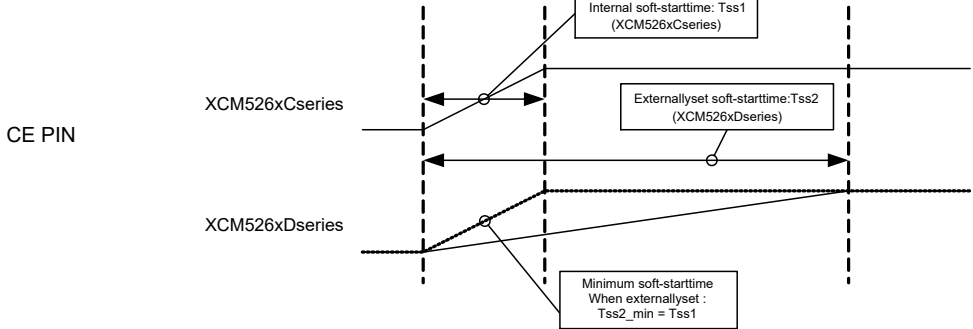 Internal soft-starttime: Tss1
(XCM526xCseries)
XCM526xCseries
Externallyset soft-starttime:Tss2
(XCM526xDseries)
CE PIN
XCM526xDseries
Minimum soft-starttime
When externallyset :
Tss2_min = Tss1